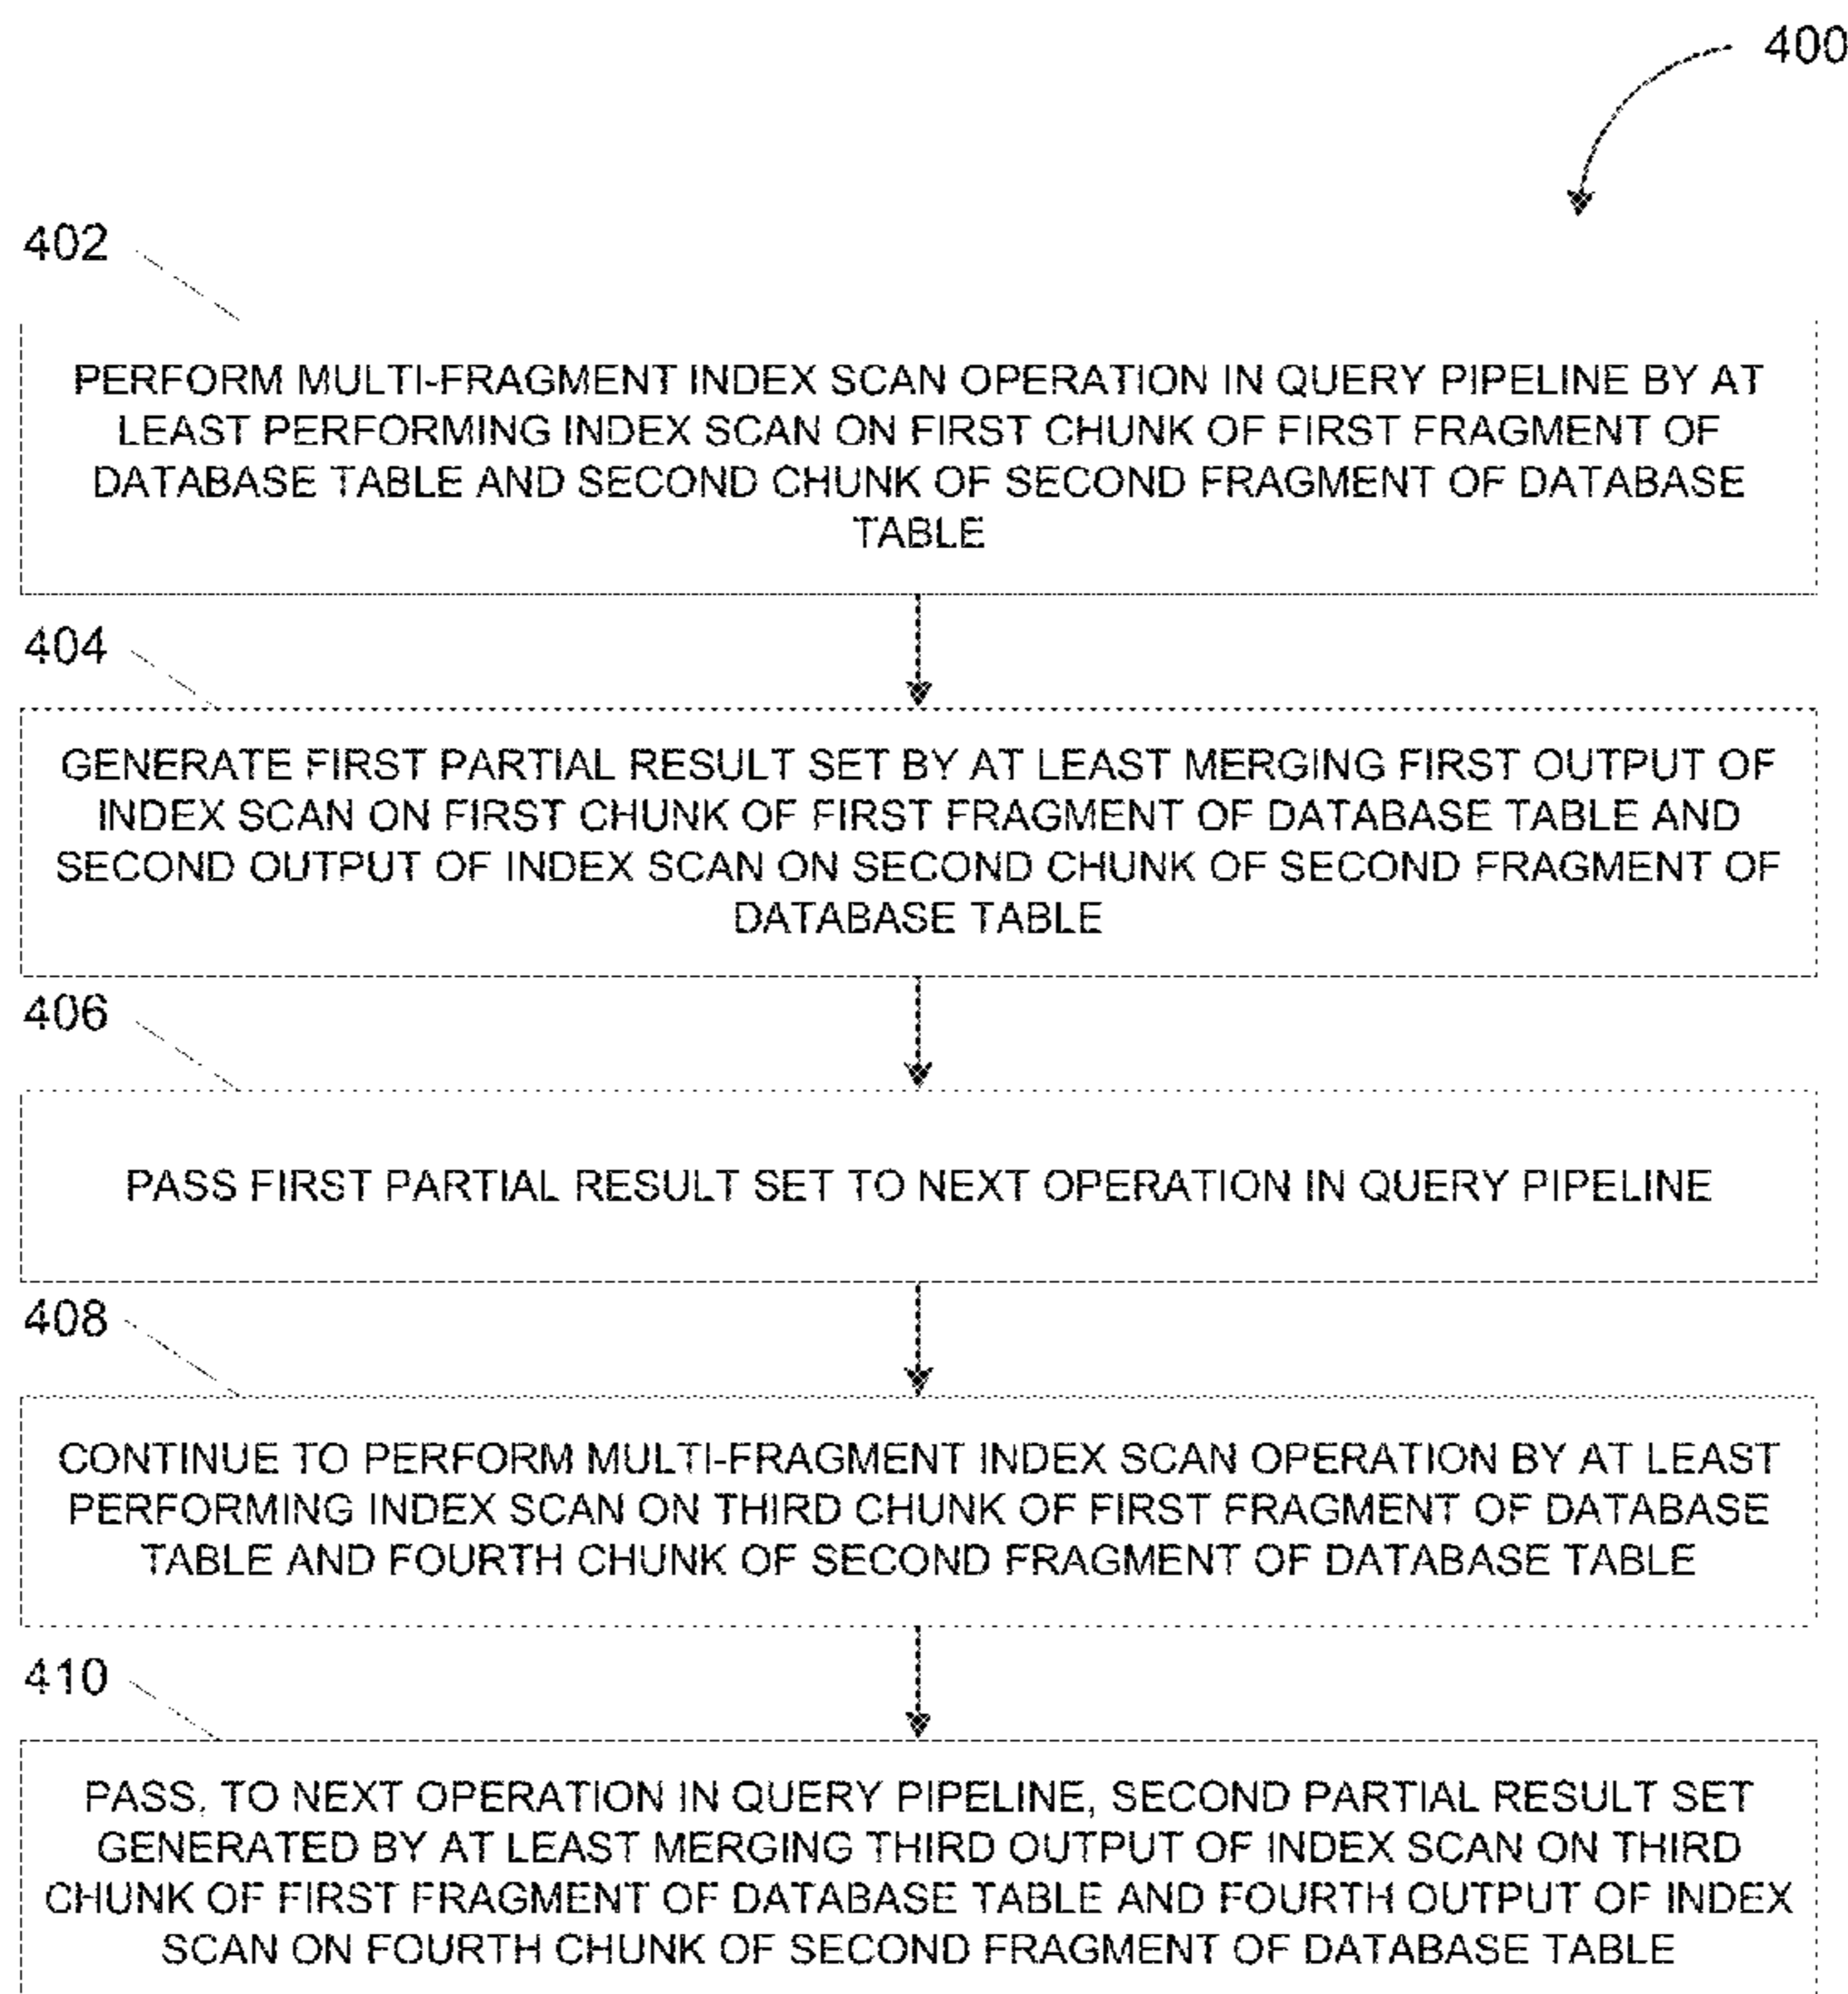 400
402
PERFORM MULTI-FRAGMENT INDEX SCAN OPERATION IN QUERY PIPELINE BY AT
LEAST PERFORMING INDEX SCAN ON FIRST CHUNK OF FIRST FRAGMENT OF
DATABASE TABLE AND SECOND CHUNK OF SECOND FRAGMENT OF DATABASE
TABLE
404
GENERATE FIRST PARTIAL RESULT SET BY AT LEAST MERGING FIRST OUTPUT OF
INDEX SCAN ON FIRST CHUNK OF FIRST FRAGMENT OF DATABASE TABLE AND
SECOND OUTPUT OF INDEX SCAN ON SECOND CHUNK OF SECOND FRAGMENT OF
DATABASE TABLE
406
PASS FIRST PARTIAL RESULT SET TO NEXT OPERATION IN QUERY PIPELINE
408
CONTINUE TO PERFORM MULTI-FRAGMENT INDEX SCAN OPERATION BY AT LEAST
PERFORMING INDEX SCAN ON THIRD CHUNK OF FIRST FRAGMENT OF DATABASE
TABLE AND FOURTH CHUNK OF SECOND FRAGMENT OF DATABASE TABLE
410
PASS, TO NEXT OPERATION IN QUERY PIPELINE, SECOND PARTIAL RESULT SET
GENERATED BY AT LEAST MERGING THIRD OUTPUT OF INDEX SCAN ON THIRD
CHUNK OF FIRST FRAGMENT OF DATABASE TABLE AND FOURTH OUTPUT OF INDEX
SCAN ON FOURTH CHUNK OF SECOND FRAGMENT OF DATABASE TABLE